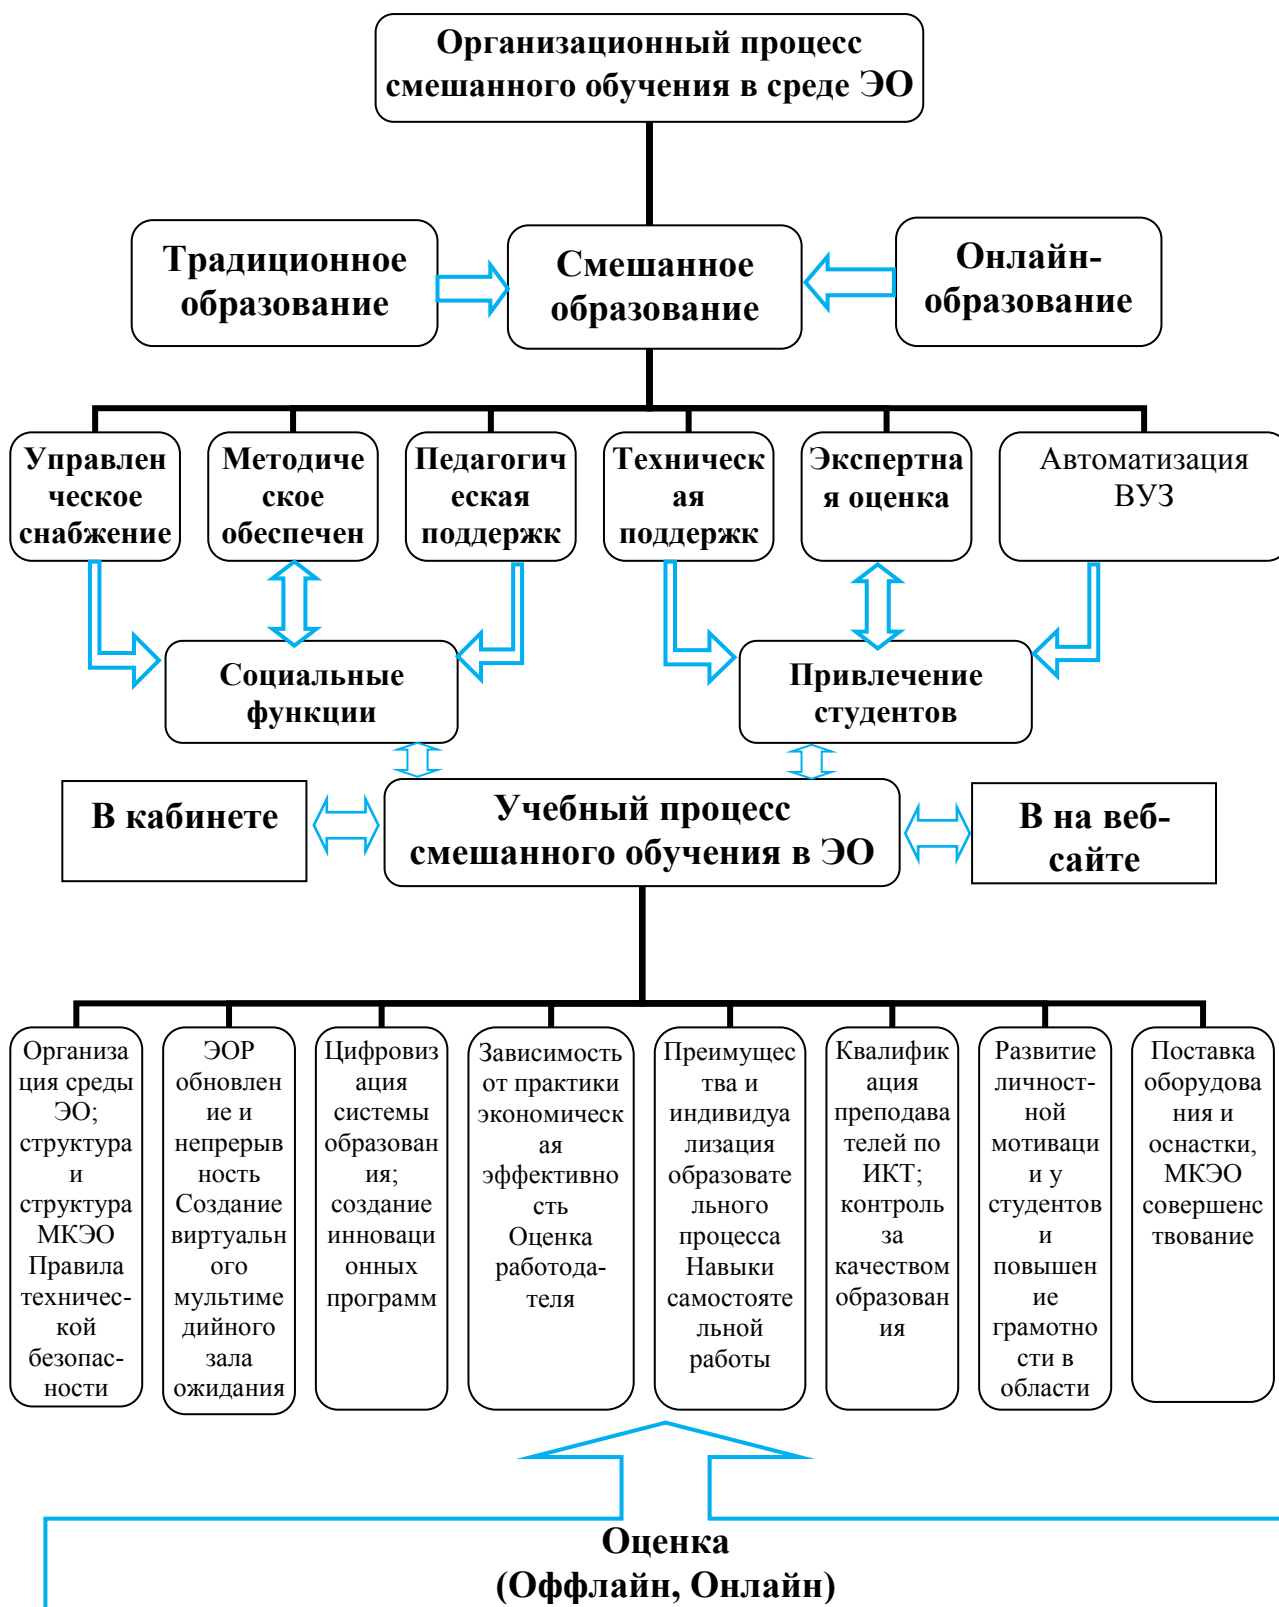 Организационный процесс
смешанного обучения в среде ЭО
Традиционное
образование
Смешанное
образование
Онлайн-
образование
Управлен
ческое
снабжение
Методиче
ское
обеспечен
Педагогич
еская
поддержк
Техническ
ая
поддержк
Экспертна
я оценка
Автоматизация
ВУЗ
Социальные
функции
Привлечение
студентов
В кабинете
Учебный процесс
смешанного обучения в ЭО
В на веб-
сайте
Организа
ция среды
ЭО;
структура
и
структура
МКЭО
Правила
техничес-
кой
безопас-
ности
ЭОР
обновлен
ие и
непрерыв
ность
Создание
виртуальн
ого
мультиме
дийного
зала
ожидания
Цифровиз
ация
системы
образован
ия;
создание
инноваци
онных
программ
Зависимость
от практики
экономическ
ая
эффективно
сть
Оценка
работода-
теля
Преимущес
тва и
индивидуа
лизация
образовате
льного
процесса
Навыки
самостояте
льной
работы
Квалифик
ация
преподава
телей по
ИКТ;
контроль
за
качеством
образован
ия
Развитие
личност-
ной
мотиваци
и у
студентов
и
повышен
ие
грамотно
сти в
области
Поставка
оборудова
ния и
оснастки,
МКЭО
совершенс
твование
Оценка
(Оффлайн, Онлайн)